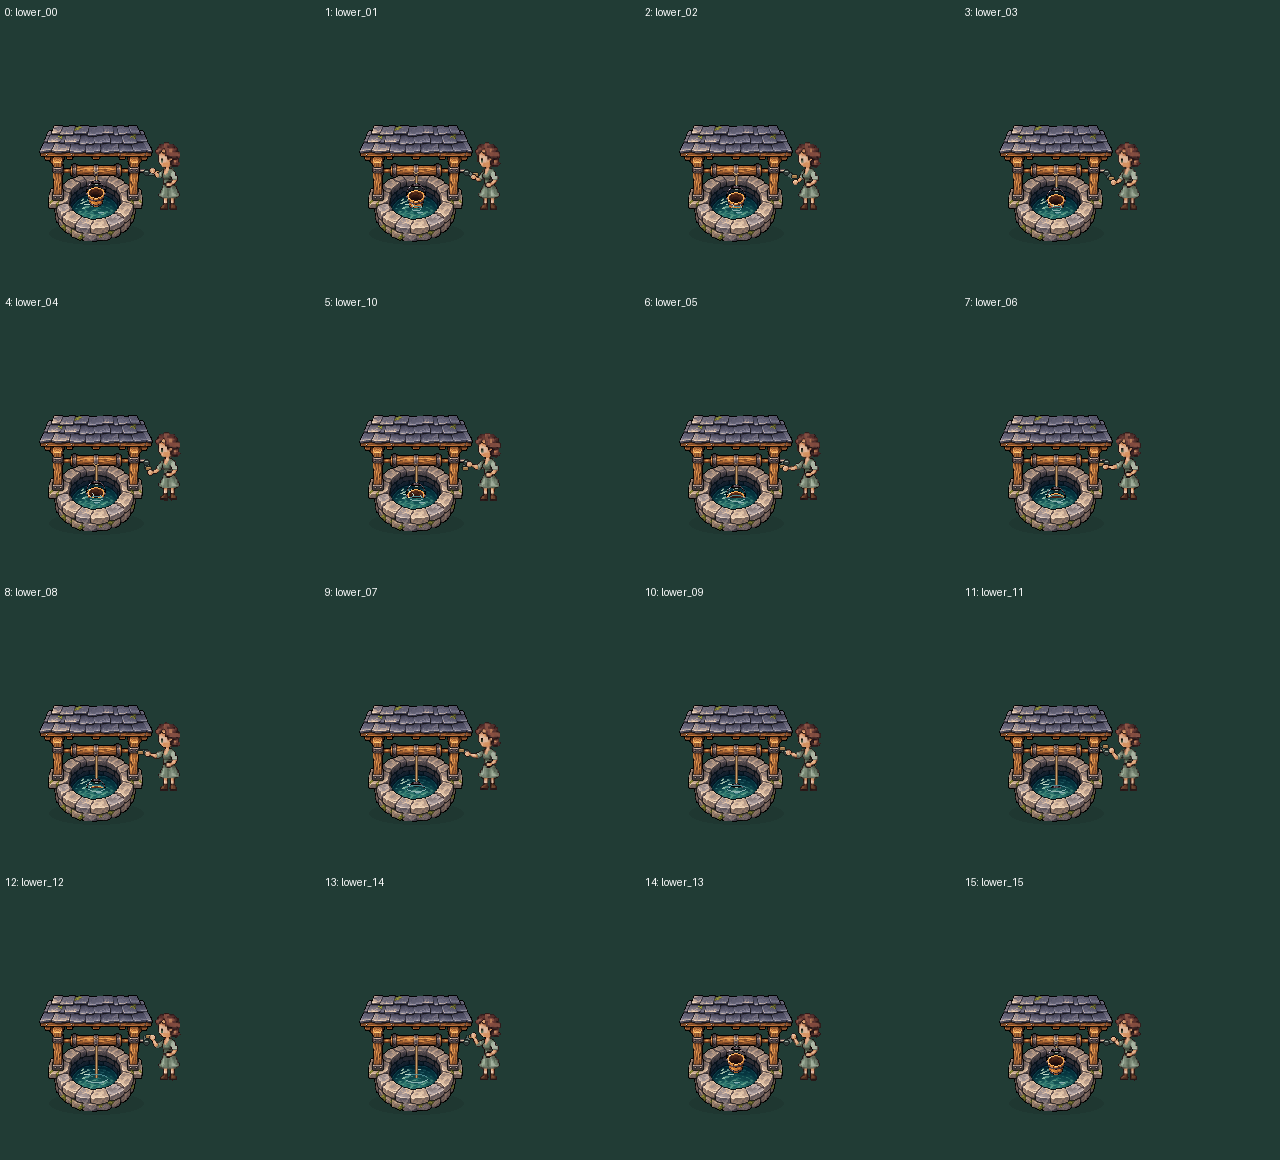 0: lower_00
1: lower_01
2: lower_02
3: lower_03
4: lower_04
5: lower_10
6: lower_05
7: lower_06
8: lower_08
9: lower_07
10: lower_09
11: lower_11
12: lower_12
13: lower_14
14: lower_13
15: lower_15